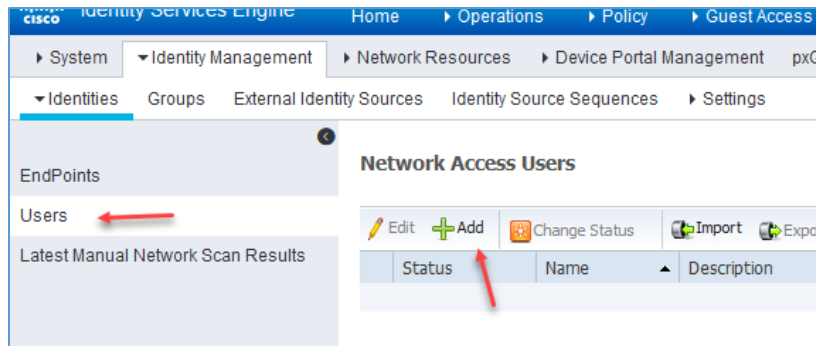 cisco Identity Services Engine Home Operations Policy Guest Access
System Identity Management Network Resources Device Portal Management
Identities Groups External Identity Sources Identity Source Sequences Settings
EndPoints
Users
Latest Manual Network Scan Results
Network Access Users
Edit Add Change Status Import Expo
Status Name Description